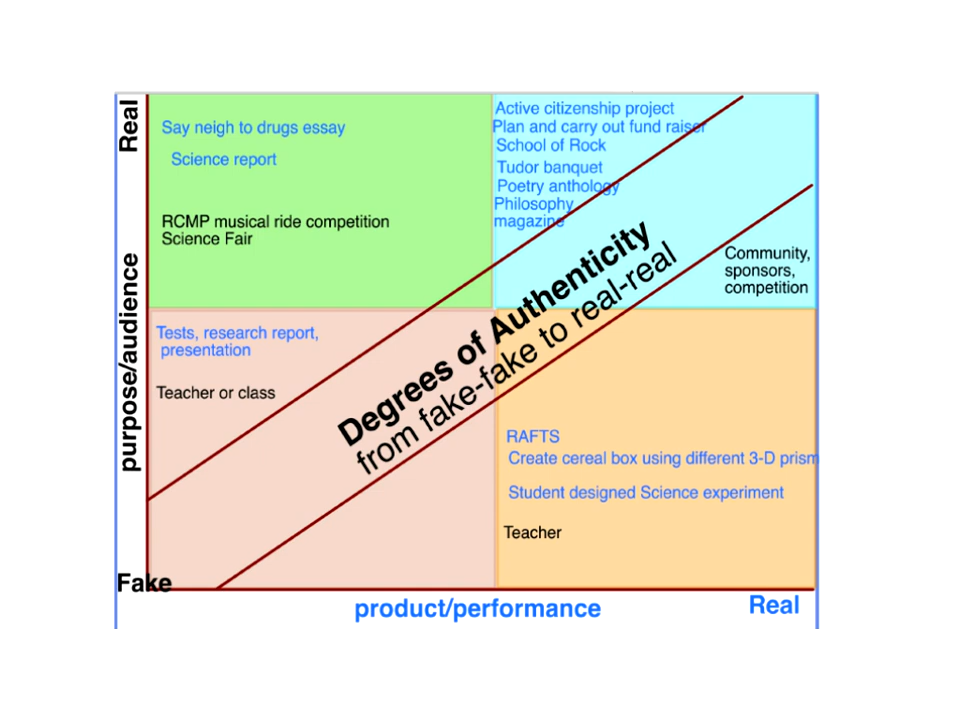 Real
purpose/audience
Fake
Say neigh to drugs essay
Science report
RCMP musical ride competition
Science Fair
Active citizenship project
Plan and carry out fund raiser
School of Rock
Tudor banquet
Poetry anthology
Philosophy
magazine
Community,
sponsors,
competition
Degrees of Authenticity
from fake-fake to real-real
Tests, research report,
presentation
Teacher or class
RAFTS
Create cereal box using different 3-D prism
Student designed Science experiment
Teacher
product/performance
Real